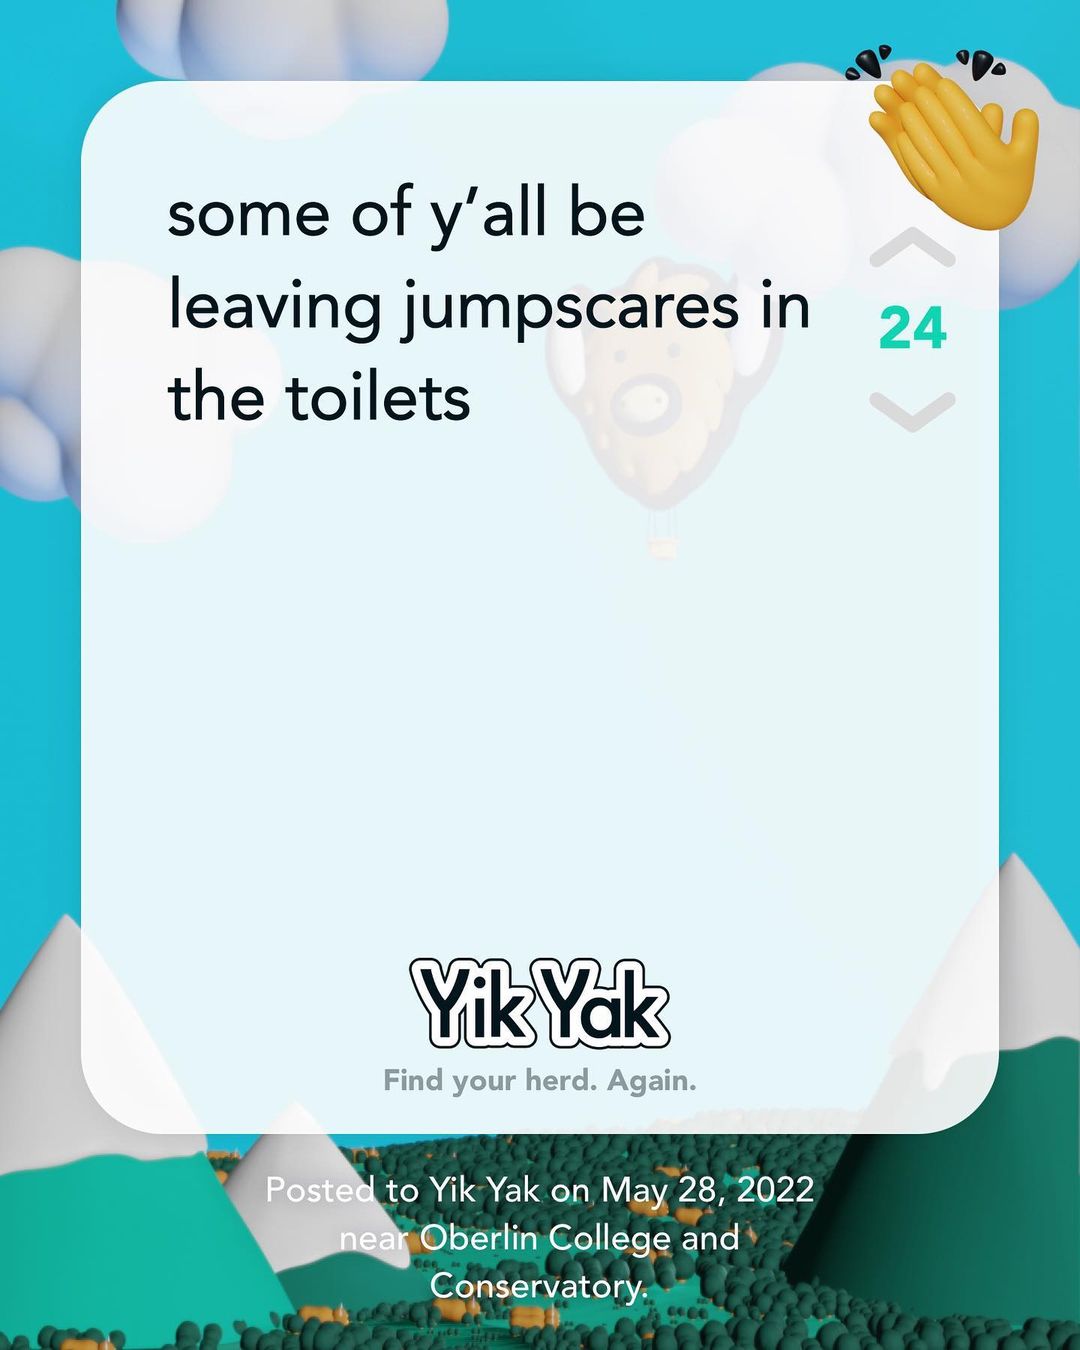 some of y’all be
leaving jumpscares in
the toilets
24
Yik Yak
Find your herd. Again.
Posted to Yik Yak on May 28, 2022
near Oberlin College and
Conservatory.